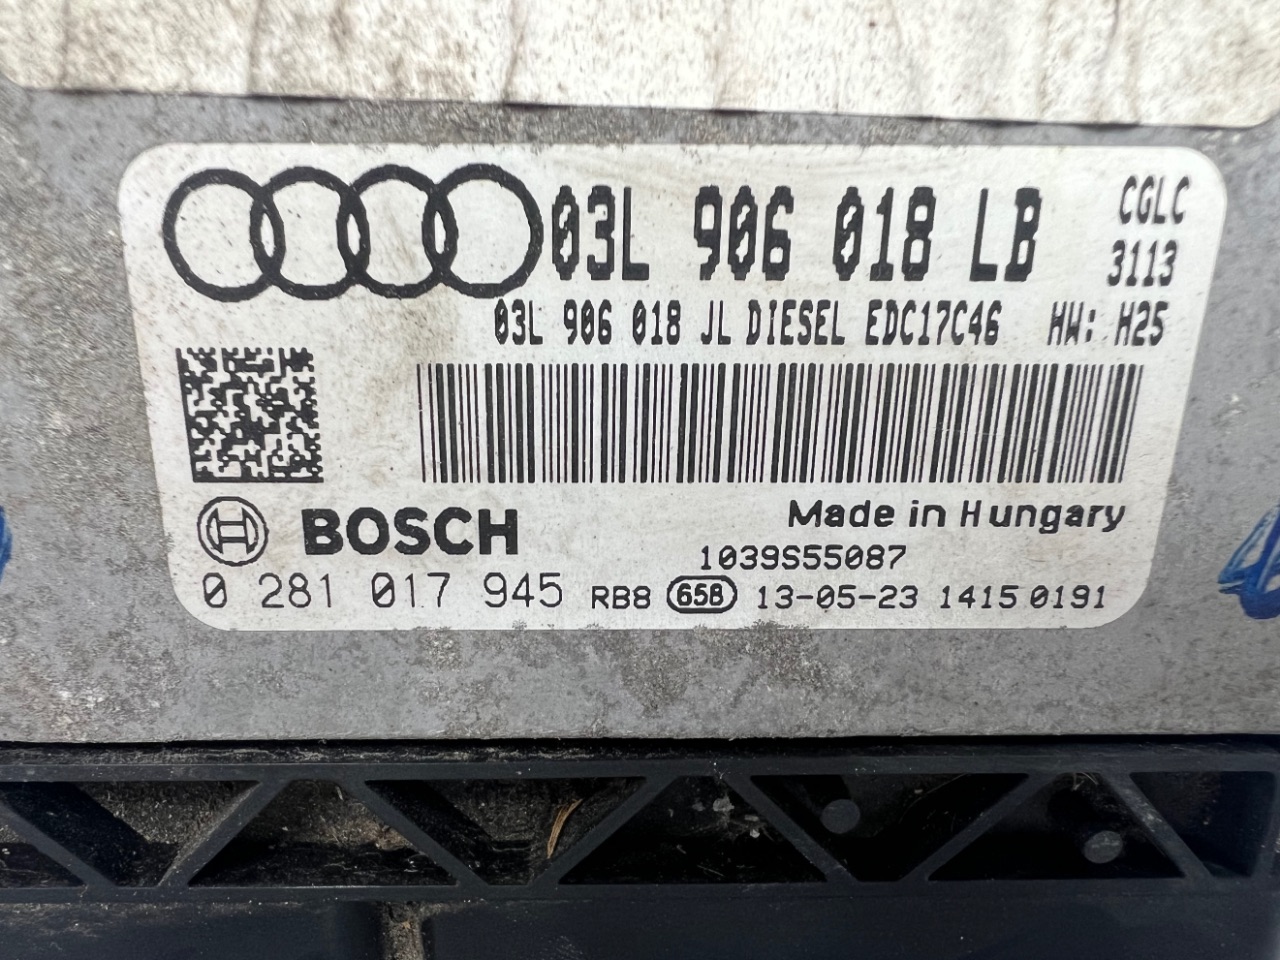 03L 906 018 LB CGLC
3113
03L 906 018 JL DIESEL EDC17C46 HW: H25
BOSCH
Made in Hungary
1039S55087
0 281 017 945 RB8 65B 13-05-23 1415 0191